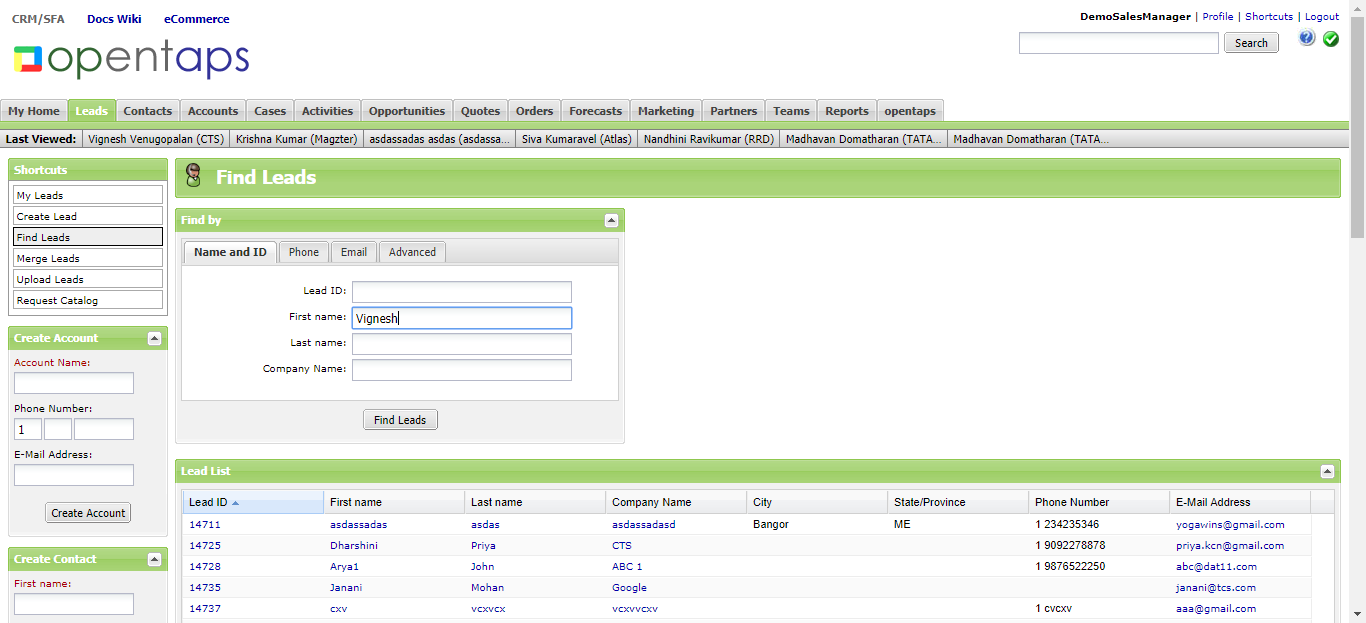 CRM/SFA Docs Wiki eCommerce
DemoSalesManager | Profile | Shortcuts | Logout
opentaps
Search
My Home Leads Contacts Accounts Cases Activities Opportunities Quotes Orders Forecasts Marketing Partners Teams Reports opentaps
Last Viewed: Vignesh Venugopalan (CTS) Krishna Kumar (Magzter) asdassadas asdas (asdassa... Siva Kumaravel (Atlas) Nandhini Ravikumar (RRD) Madhavan Domatharan (TATA... Madhavan Domatharan (TATA...
Shortcuts
My Leads
Create Lead
Find Leads
Merge Leads
Upload Leads
Request Catalog
Create Account
Account Name:
Phone Number:
1
E-Mail Address:
Create Account
Create Contact
First name:
Find Leads
Find by
Name and ID Phone Email Advanced
Lead ID:
First name: Vignesh
Last name:
Company Name:
Find Leads
Lead List
Lead ID First name Last name Company Name City State/Province Phone Number E-Mail Address
14711 asdassadas asdas asdassadasd Bangor ME 1 234235346 yogawins@gmail.com
14725 Dharshini Priya CTS 1 9092278878 priya.kcn@gmail.com
14728 Arya1 John ABC 1 1 9876522250 abc@dat11.com
14735 Janani Mohan Google janani@tcs.com
14737 cxv vcxvcx vcxvvcxv 1 cvcxv aaa@gmail.com